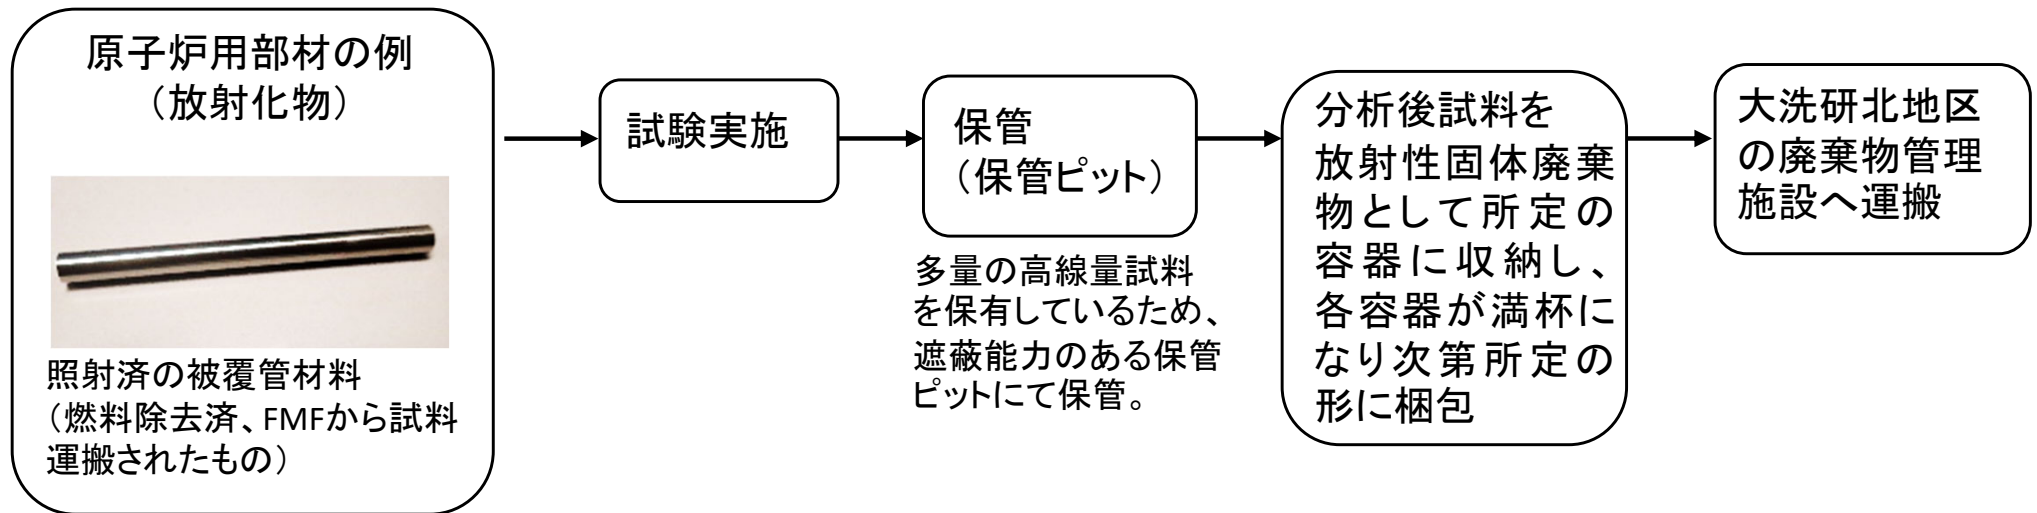 原子炉用部材の例
（放射化物）
照射済の被覆管材料
（燃料除去済、FMFから試料
運搬されたもの）
試験実施
保管
（保管ピット）
多量の高線量試料
を保有しているため、
遮蔽能力のある保管
ピットにて保管。
分析後試料を
放射性固体廃棄
物として所定の
容器に収納し、
各容器が満杯に
なり次第所定の
形に梱包
大洗研北地区
の廃棄物管理
施設へ運搬